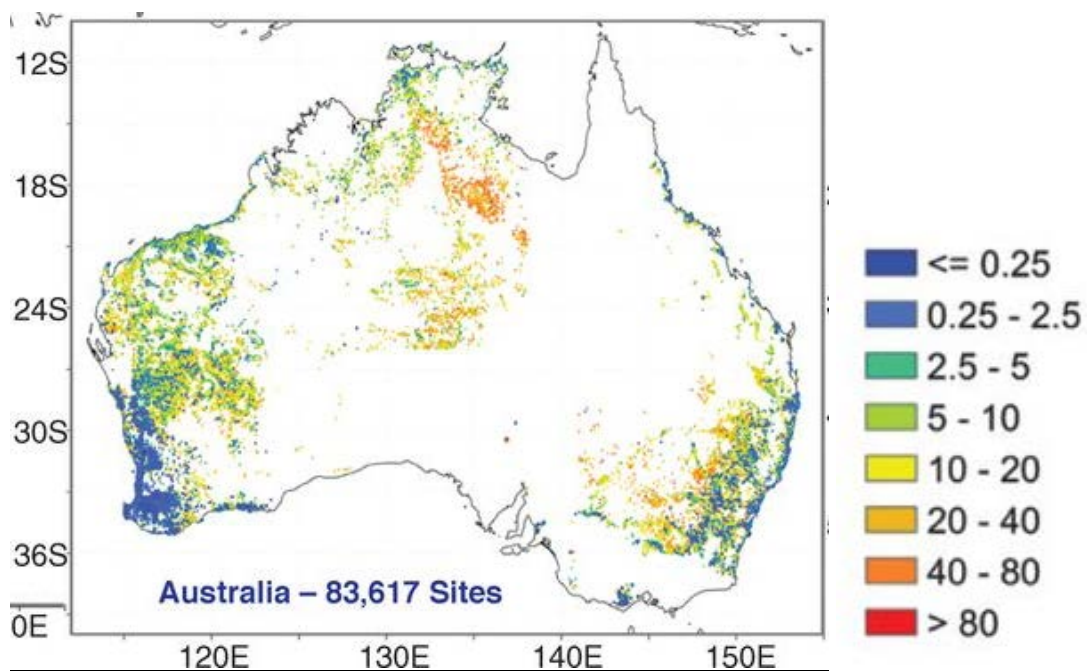 12S
18S
24S
30S
36S
0E
120E
130E
140E
150E
Australia – 83,617 Sites
<= 0.25
0.25 - 2.5
2.5 - 5
5 - 10
10 - 20
20 - 40
40 - 80
> 80